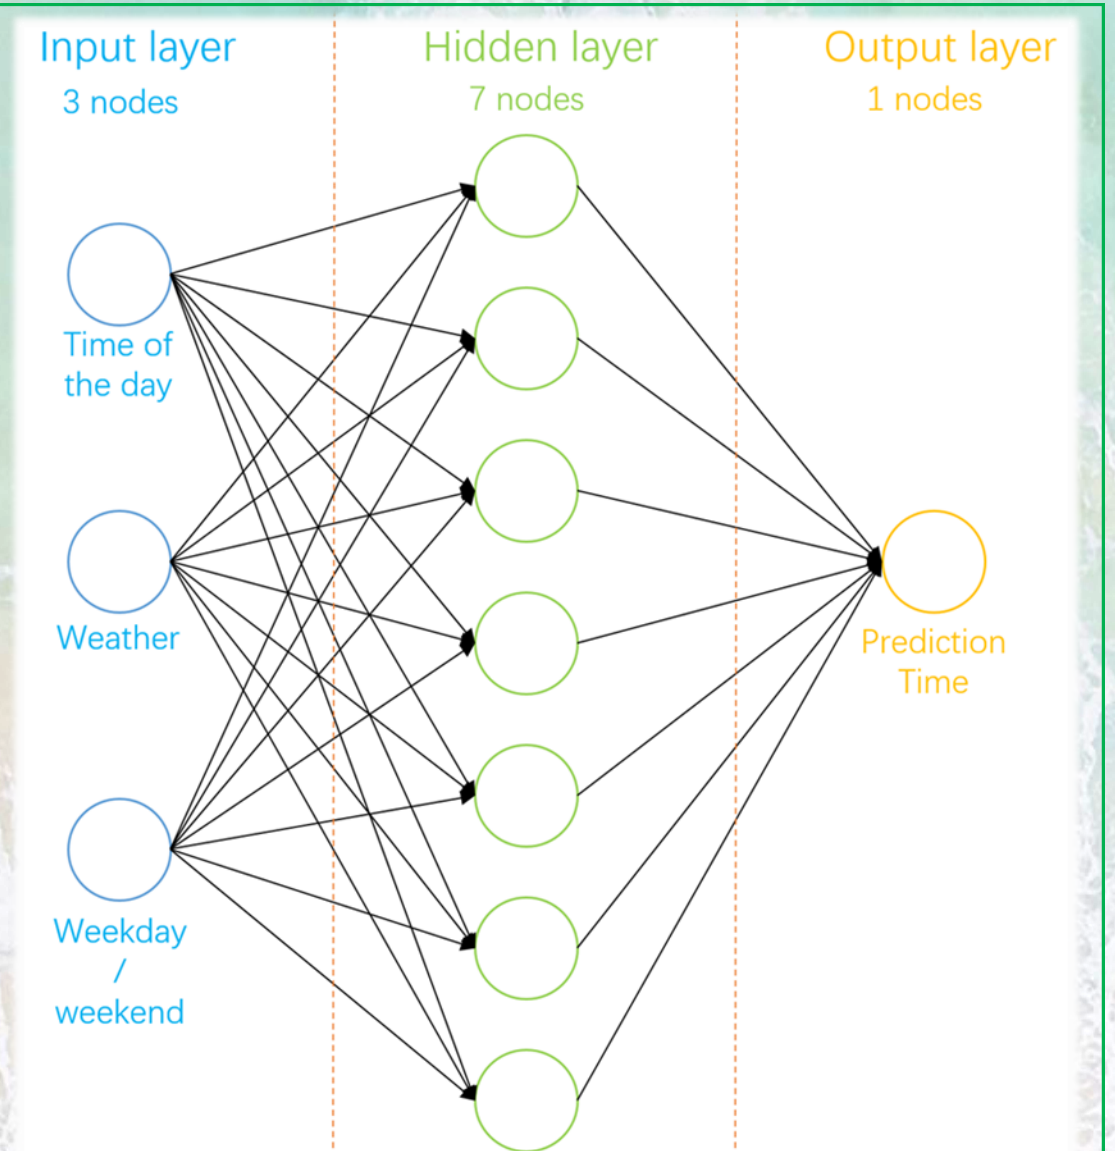 Input layer
3 nodes
Hidden layer
7 nodes
Output layer
1 nodes
Time of
the day
Weather
Weekday
/
weekend
Prediction
Time